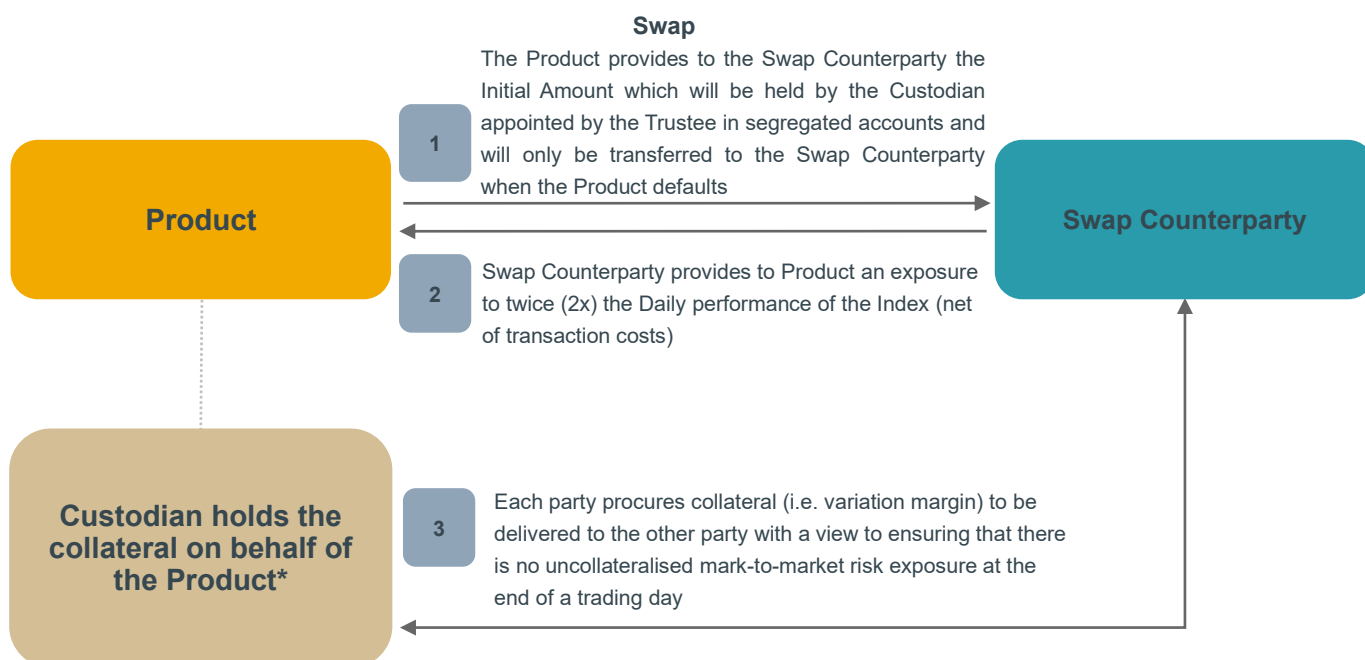 Swap
The Product provides to the Swap Counterparty the
Initial Amount which will be held by the Custodian
appointed by the Trustee in segregated accounts and
will only be transferred to the Swap Counterparty
when the Product defaults
1
Product
Swap Counterparty
2
Swap Counterparty provides to Product an exposure
to twice (2x) the Daily performance of the Index (net
of transaction costs)
Custodian holds the
collateral on behalf of
the Product*
3
Each party procures collateral (i.e. variation margin) to be
delivered to the other party with a view to ensuring that there
is no uncollateralised mark-to-market risk exposure at the
end of a trading day